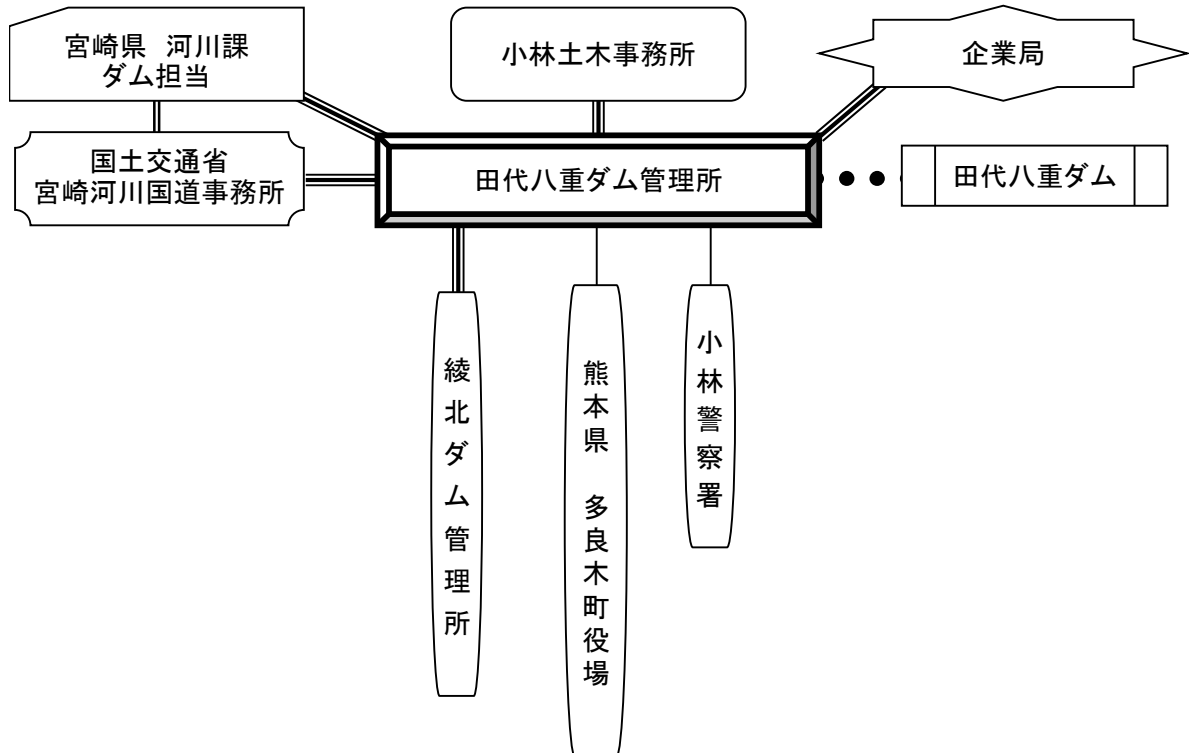 宮崎県　河川課
ダム担当
小林土木事務所
企業局
国土交通省
宮崎河川国道事務所
田代八重ダム管理所
田代八重ダム
綾北ダム管理所
熊本県　多良木町役場
小林警察署